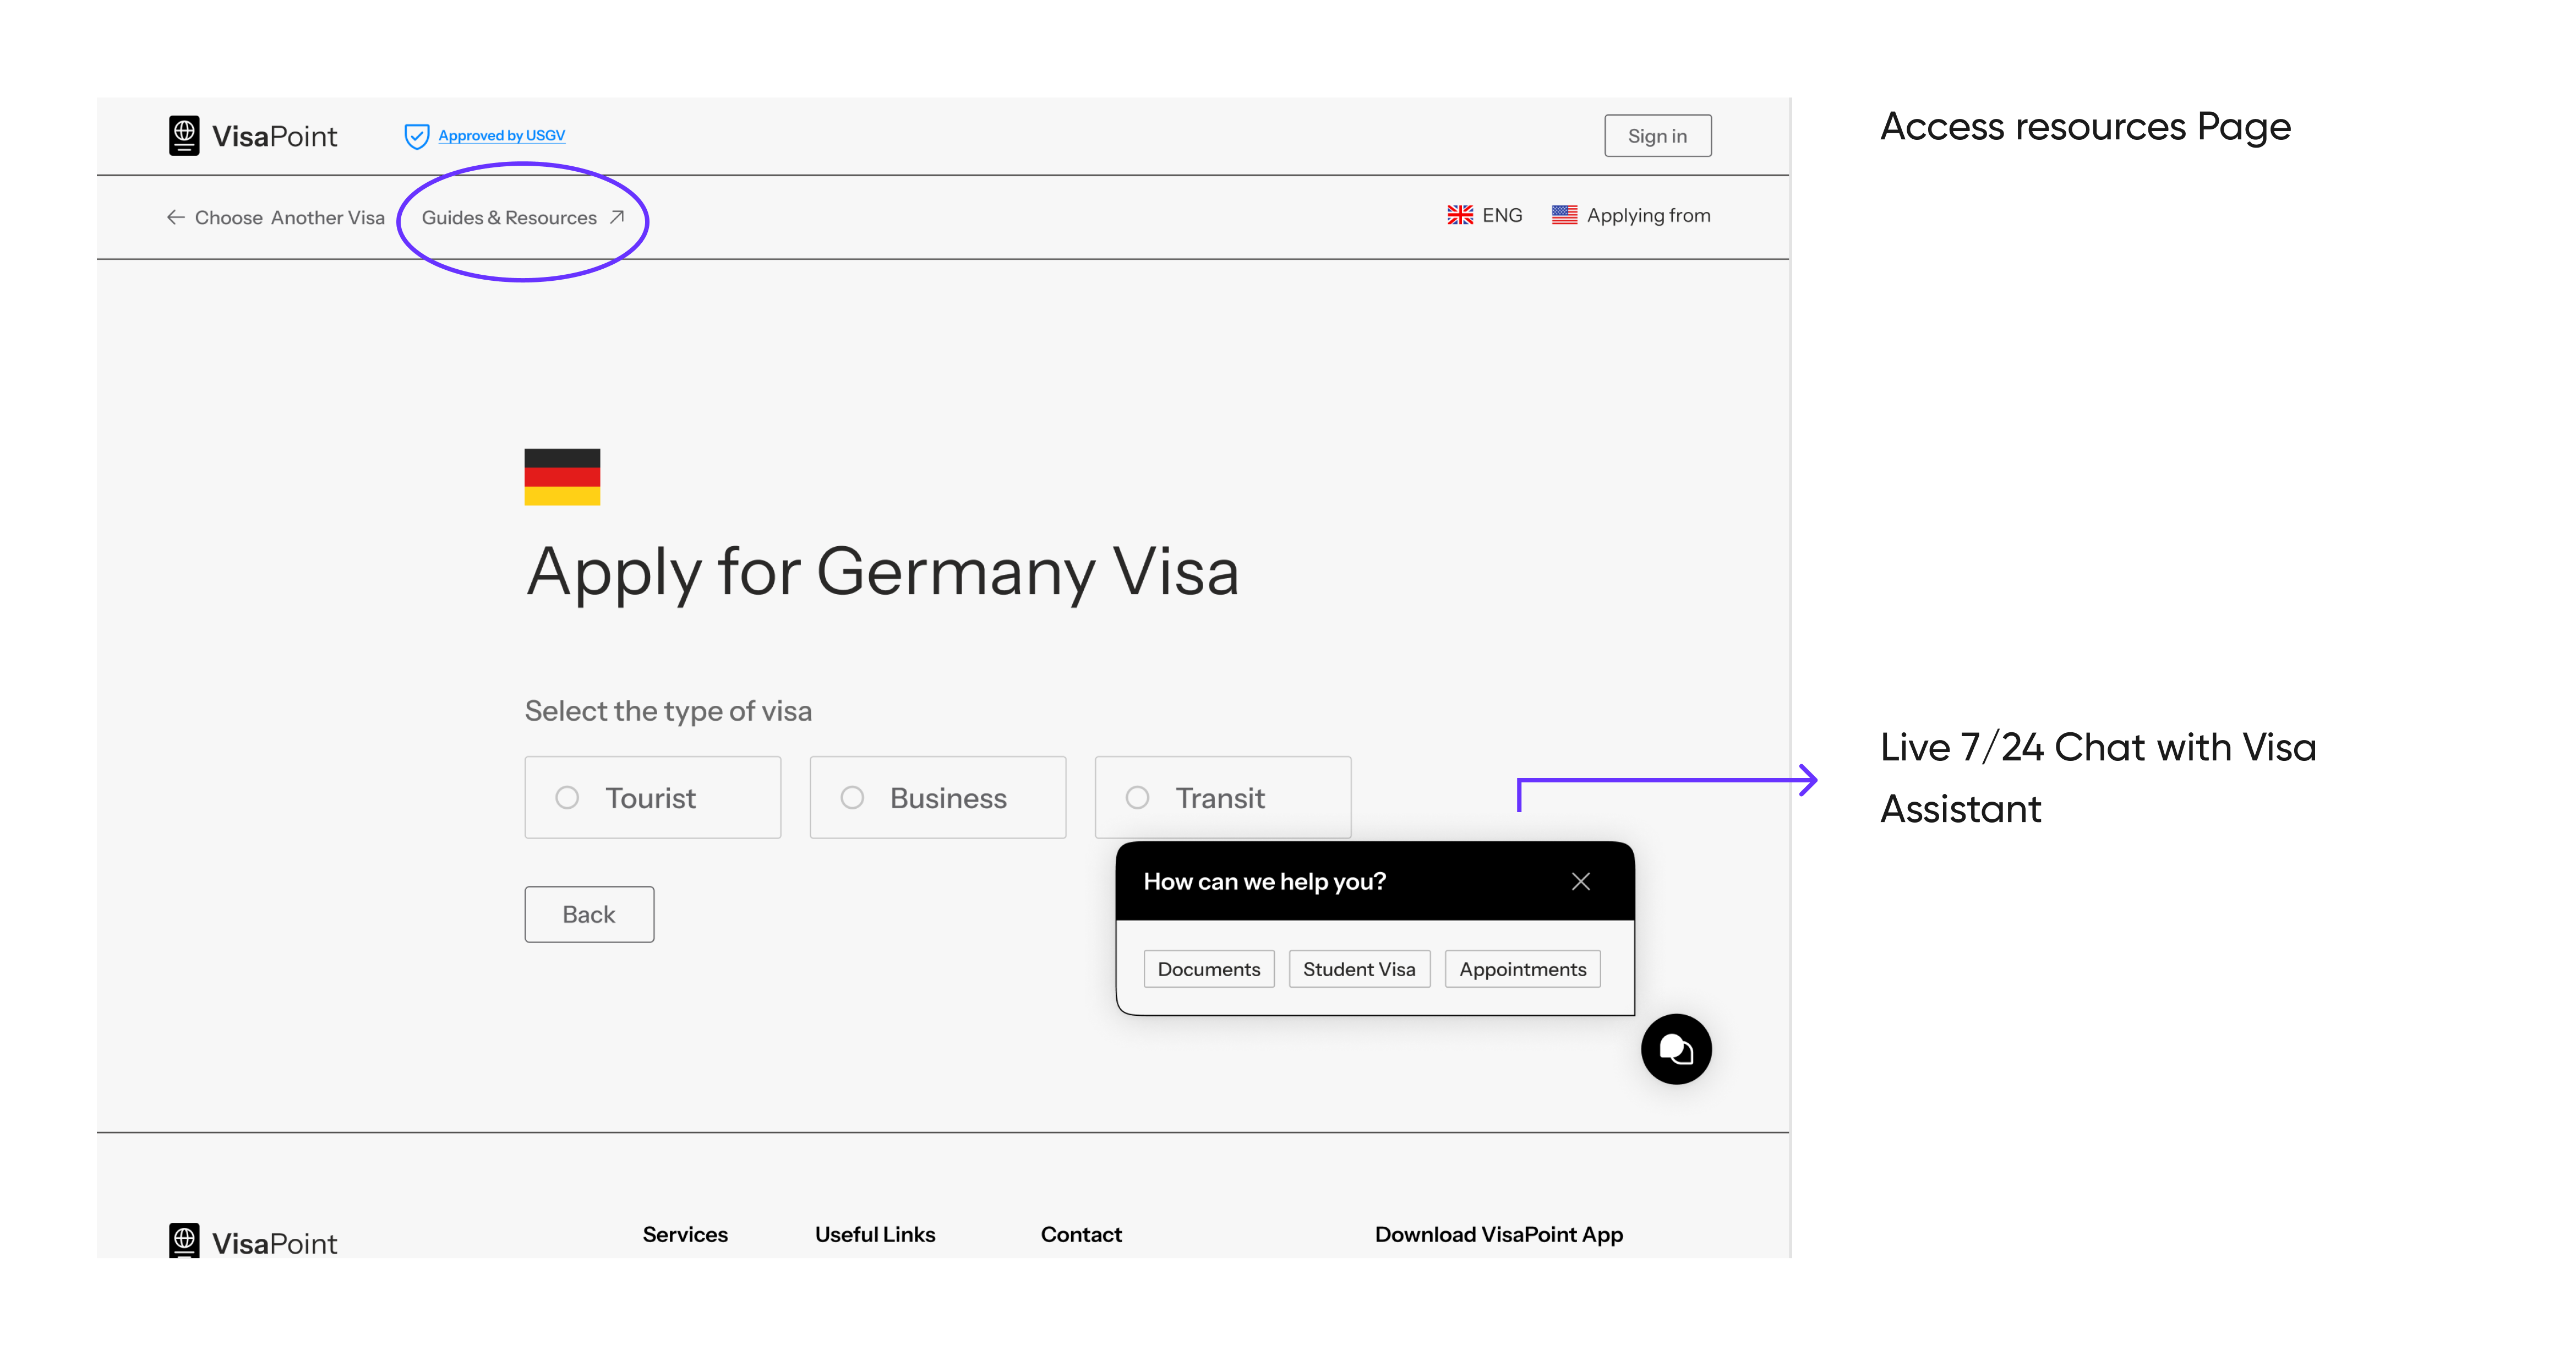 VisaPoint
Approved by USGV
Sign in
Access resources Page
Choose Another Visa
Guides & Resources
ENG
Applying from
Apply for Germany Visa
Select the type of visa
Tourist
Business
Transit
Live 7/24 Chat with Visa
Assistant
How can we help you?
Back
Documents
Student Visa
Appointments
VisaPoint
Services
Useful Links
Contact
Download VisaPoint App